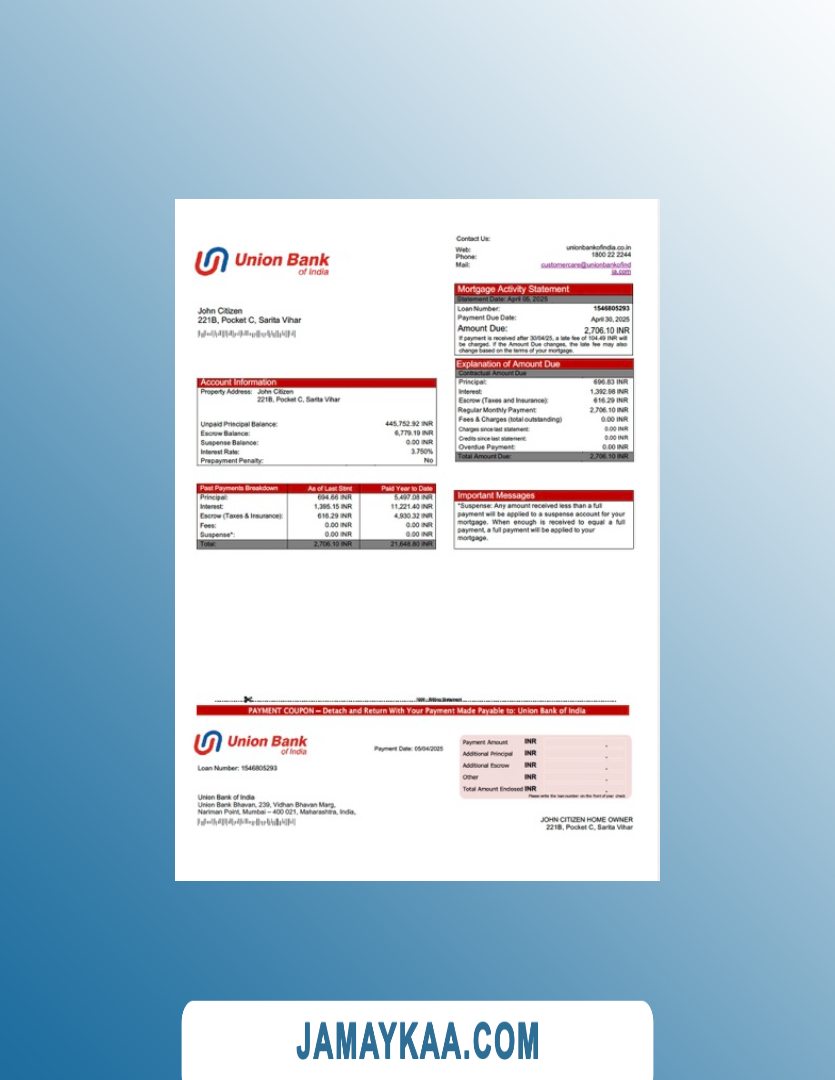 Union Bank
of India
Contact Us:
Web: unionbankofindia.co.in
Phone: 1800 22 2244
Mail: customercare@unionbankofind
ia.com
Mortgage Activity Statement
Statement Date: April 05, 2025
Loan Number: 1546805293
Payment Due Date: April 30, 2025
Amount Due: 2,706.10 INR
If payment is received after 30/04/25, a late fee of 104.49 INR will
be charged. If the Amount Due changes, the late fee may also
change based on the terms of your mortgage.
John Citizen
221B, Pocket C, Sarita Vihar
Explanation of Amount Due
Contractual Amount Due
Principal: 696.83 INR
Interest: 1,392.98 INR
Escrow (Taxes and Insurance): 616.29 INR
Regular Monthly Payment: 2,706.10 INR
Fees & Charges (total outstanding) 0.00 INR
Charges since last statement: 0.00 INR
Credits since last statement: 0.00 INR
Overdue Payment: 0.00 INR
Total Amount Due: 2,706.10 INR
Account Information
Property Address: John Citizen
221B, Pocket C, Sarita Vihar
Unpaid Principal Balance: 445,752.92 INR
Escrow Balance: 6,779.19 INR
Suspense Balance: 0.00 INR
Interest Rate: 3.750%
Prepayment Penalty: No
Past Payments Breakdown As of Last Stmt Paid Year to Date
Principal: 694.66 INR 5,497.08 INR
Interest: 1,395.15 INR 11,221.40 INR
Escrow (Taxes & Insurance): 616.29 INR 4,930.32 INR
Fees: 0.00 INR 0.00 INR
Suspense*: 0.00 INR 0.00 INR
Total: 2,706.10 INR 21,648.80 INR
Important Messages
*Suspense: Any amount received less than a full
payment will be applied to a suspense account for your
mortgage. When enough is received to equal a full
payment, a full payment will be applied to your
mortgage.
Billing Statement
PAYMENT COUPON – Detach and Return With Your Payment Made Payable to: Union Bank of India
Union Bank
of India
Payment Date: 05/04/2025
Loan Number: 1546805293
Payment Amount INR -
Additional Principal INR -
Additional Escrow INR -
Other INR -
Total Amount Enclosed INR -
Please write the loan number on the front of your check.
Union Bank of India
Union Bank Bhavan, 239, Vidhan Bhavan Marg,
Nariman Point, Mumbai – 400 021, Maharashtra, India,
JOHN CITIZEN HOME OWNER
221B, Pocket C, Sarita Vihar
JAMAYKAA.COM